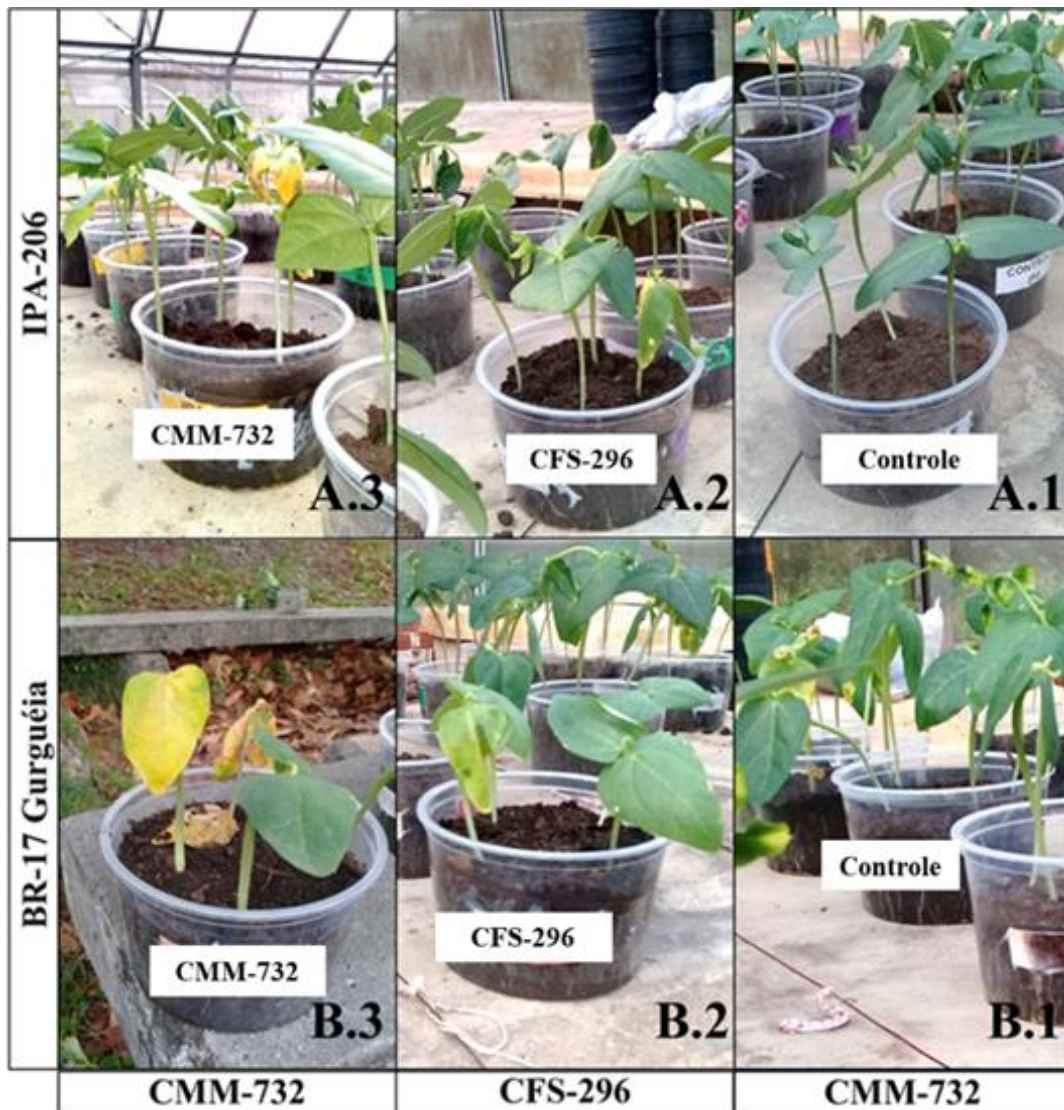 IPA-206
CMM-732
A.3
CFS-296
A.2
CONTROL
Controle
A.1
BR-17 Gurguéia
CMM-732
B.3
CFS-296
B.2
Controle
B.1
CMM-732
CFS-296
CMM-732